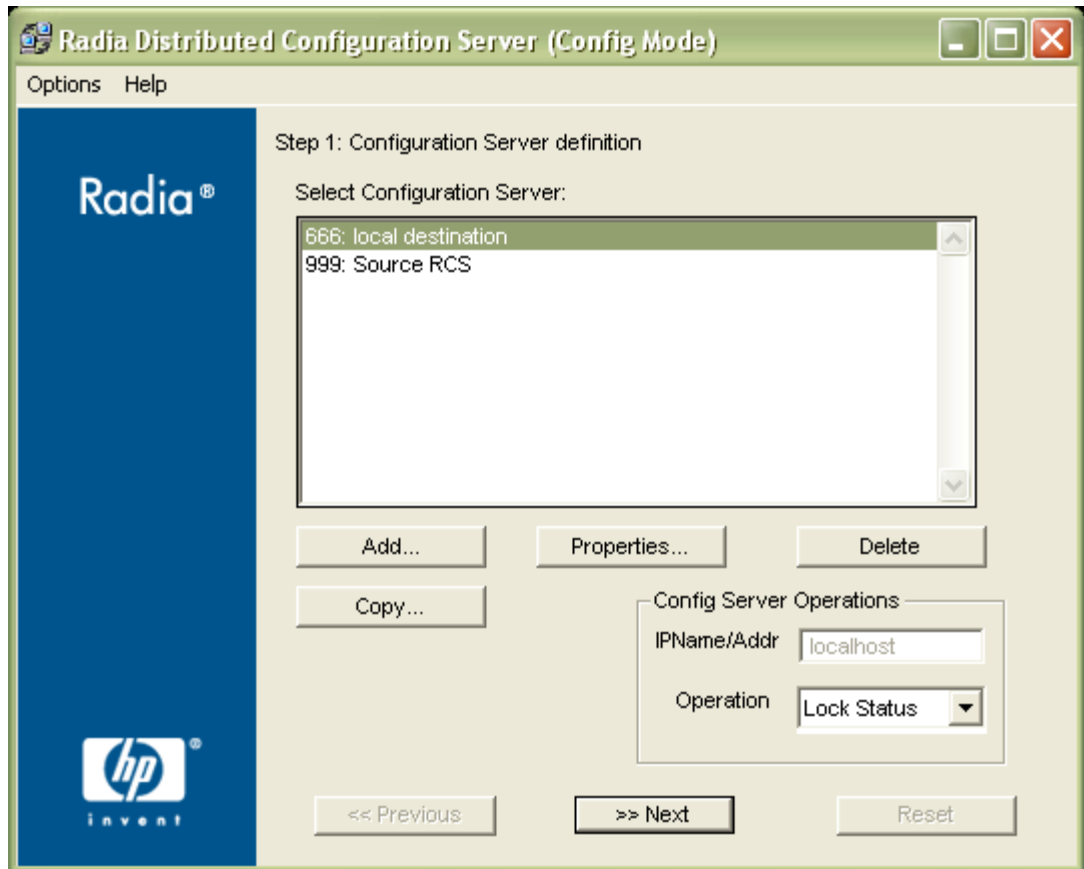 Radia Distributed Configuration Server (Config Mode)
Options Help
Radia®
Step 1: Configuration Server definition
Select Configuration Server:
666: local destination
999: Source RCS
Add... Properties... Delete
Copy...
Config Server Operations
IPName/Addr localhost
Operation Lock Status
hp®
invent
<< Previous >> Next Reset